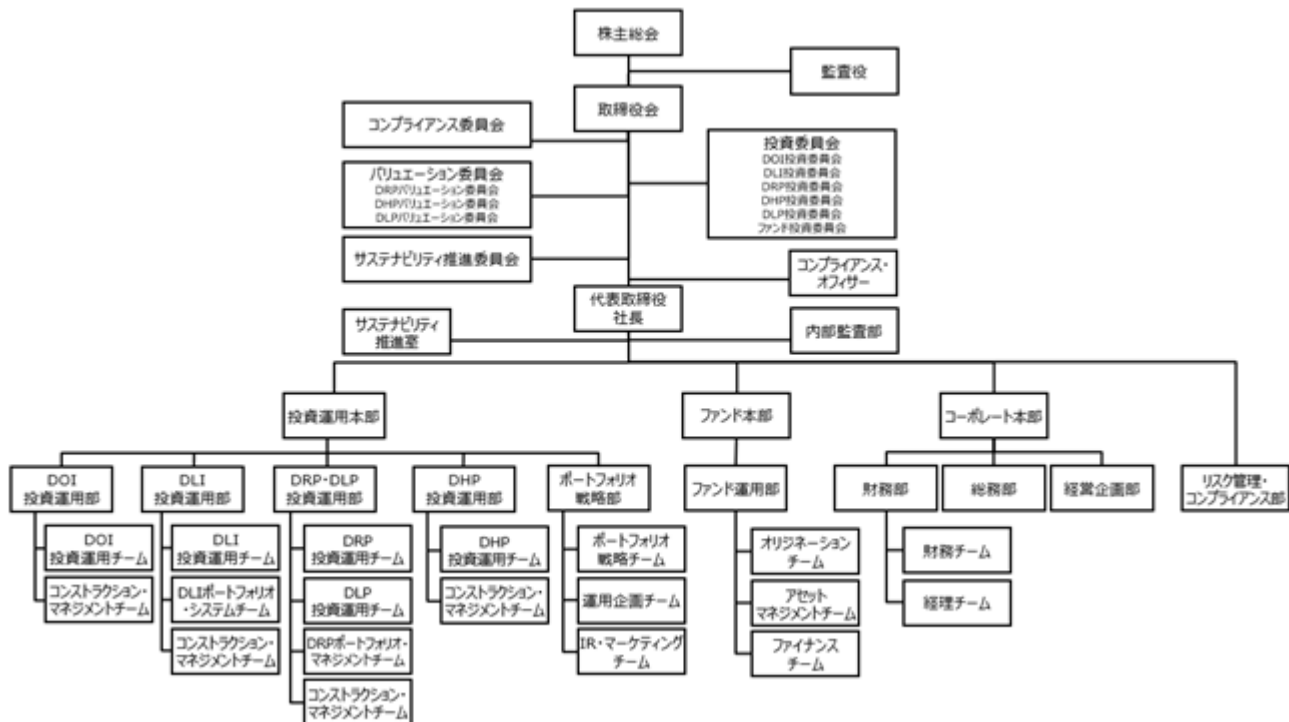 株主総会
監査役
取締役会
コンプライアンス委員会
投資委員会
DOI投資委員会
DLI投資委員会
DRP投資委員会
DHP投資委員会
DLP投資委員会
ファンド投資委員会
バリュエーション委員会
DRPバリュエーション委員会
DHPバリュエーション委員会
DLPバリュエーション委員会
サステナビリティ推進委員会
コンプライアンス・
オフィサー
代表取締役
社長
サステナビリティ
推進室
内部監査部
投資運用本部
ファンド本部
コーポレート本部
DOI
投資運用部
DLI
投資運用部
DRP・DLP
投資運用部
DHP
投資運用部
ポートフォリオ
戦略部
ファンド運用部
財務部
総務部
経営企画部
リスク管理・
コンプライアンス部
DOI
投資運用チーム
コンストラクション・
マネジメントチーム
DLI
投資運用チーム
DLIポートフォリオ
・システムチーム
コンストラクション・
マネジメントチーム
DRP
投資運用チーム
DLP
投資運用チーム
DRPポートフォリオ・
マネジメントチーム
コンストラクション・
マネジメントチーム
DHP
投資運用チーム
コンストラクション・
マネジメントチーム
ポートフォリオ
戦略チーム
運用企画チーム
IR・マーケティング
チーム
オリジネーション
チーム
アセット
マネジメントチーム
ファイナンス
チーム
財務チーム
経理チーム